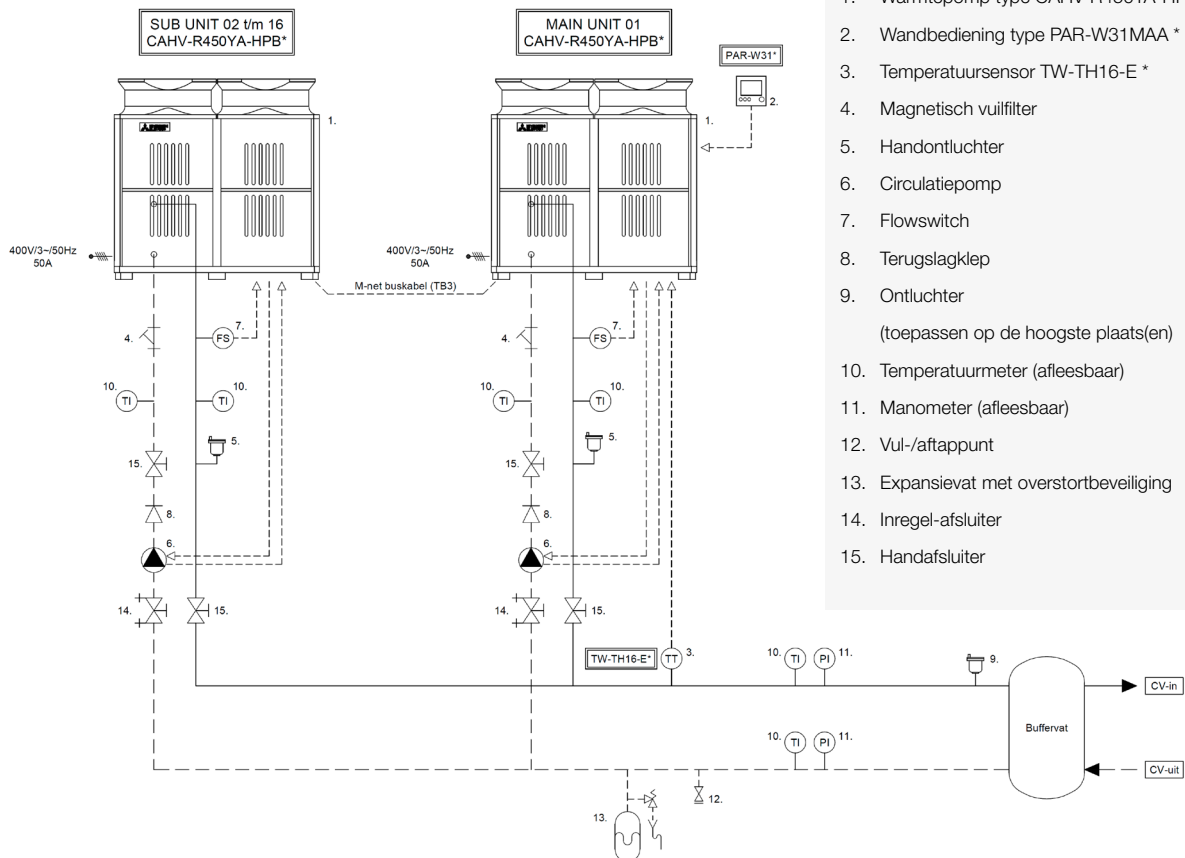 SUB UNIT 02 t/m 16
CAHV-R450YA-HPB*
MAIN UNIT 01
CAHV-R450YA-HPB*
PAR-W31*
2.
1.
1.
400V/3~/50Hz
50A
400V/3~/50Hz
50A
M-net buskabel (TB3)
4.
FS
7.
4.
FS
7.
10.
TI
10.
TI
10.
TI
10.
TI
5.
5.
15.
15.
8.
8.
6.
6.
14.
15.
14.
15.
TW-TH16-E*
TT
3.
10.
TI
PI
11.
9.
CV-in
Buffervat
10.
TI
PI
11.
CV-uit
12.
13.
2. Wandbediening type PAR-W31MAA *
3. Temperatuursensor TW-TH16-E *
4. Magnetisch vuilfilter
5. Handontluchter
6. Circulatiepomp
7. Flowswitch
8. Terugslagklep
9. Ontluchter
(toepassen op de hoogste plaats(en)
10. Temperatuurmeter (afleesbaar)
11. Manometer (afleesbaar)
12. Vul-/aftappunt
13. Expansievat met overstortbeveiliging
14. Inregel-afsluiter
15. Handafsluiter